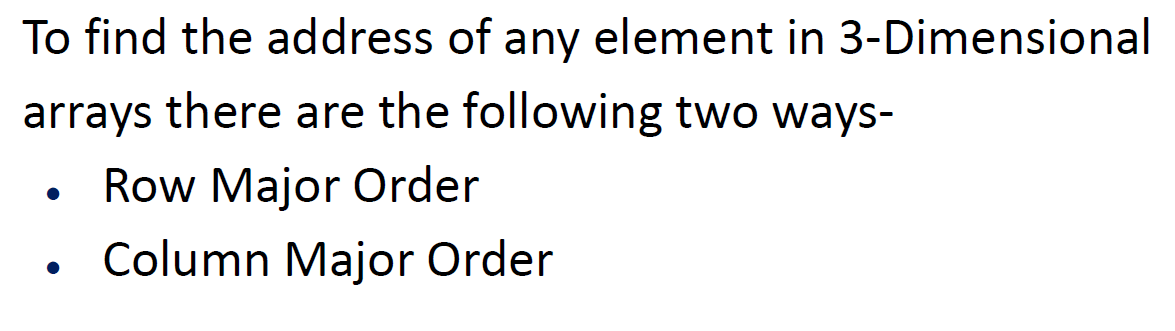 To find the address of any element in 3-Dimensional
arrays there are the following two ways-
• Row Major Order
• Column Major Order